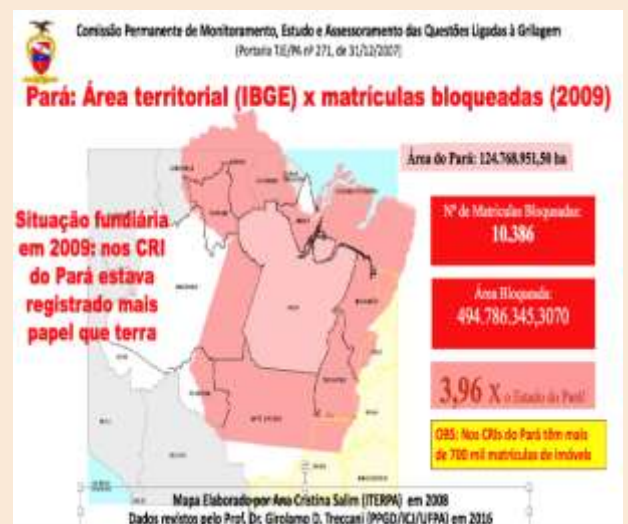 Comissão Permanente de Monitoramento, Estudo e Assessoramento das Questões Ligadas à Grilagem
(Portaria TJE/PA nº 271, de 31/12/2007)
Pará: Área territorial (IBGE) x matrículas bloqueadas (2009)
Área do Pará: 124.768.951,50 ha
Situação fundiária
em 2009: nos CRI
do Pará estava
registrado mais
papel que terra
Nº de Matrículas Bloqueadas:
10.386
Área Bloqueada:
494.786.345,3070
3,96 X o Estado do Pará!
OBS: Nos CRIs do Pará têm mais
de 700 mil matrículas de imóveis
Mapa Elaborado por Ana Cristina Salim (ITERPA) em 2008
Dados revistos pelo Prof. Dr. Girolamo D. Treccani (PPGD/ICJ/UFPA) em 2016